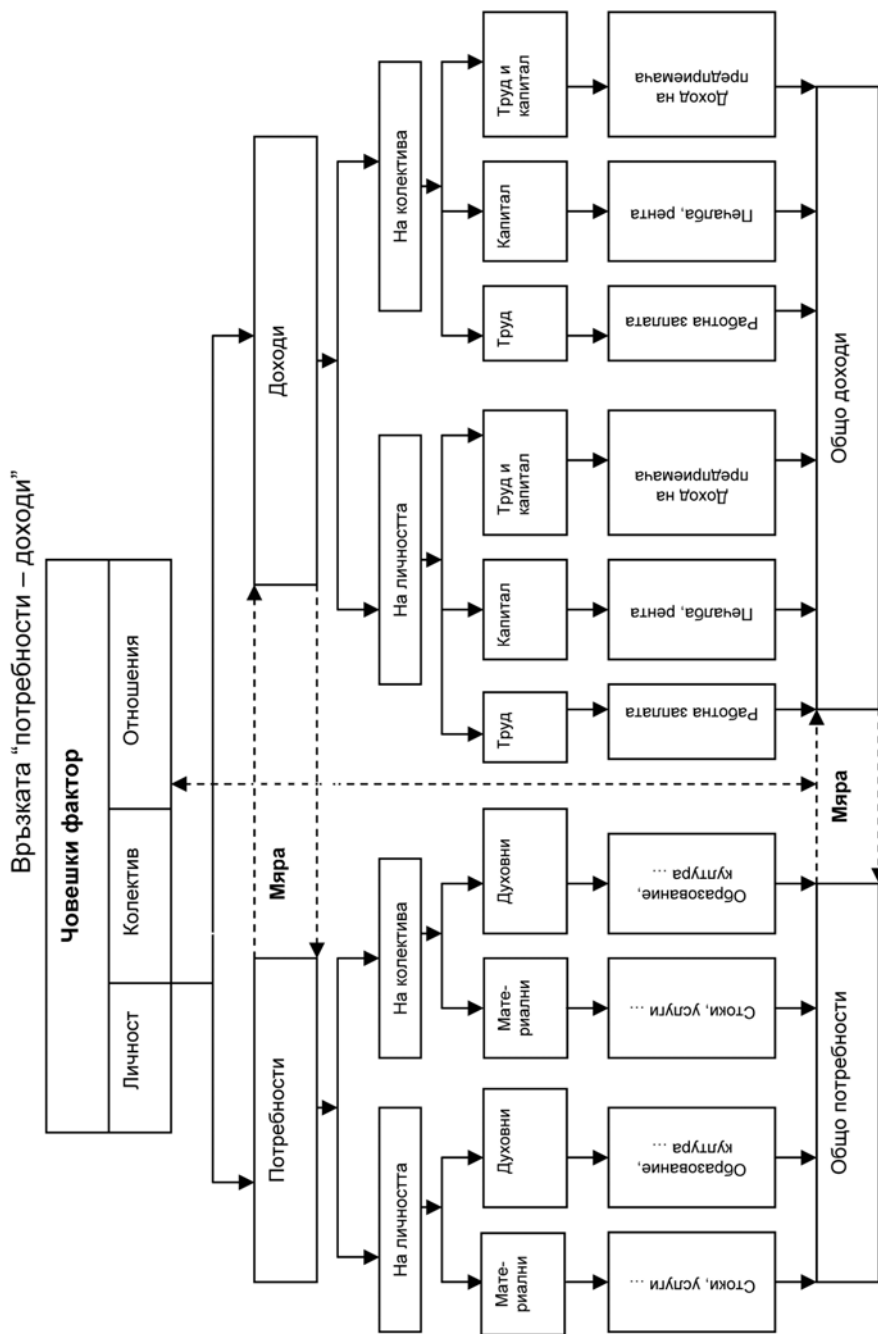 Връзката “потребности – доходи”
Човешки фактор
Личност
Колектив
Отношения
Потребности
Мяра
Доходи
На личността
На колектива
На личността
На колектива
Мате-
риални
Духовни
Мате-
риални
Духовни
Труд
Капитал
Труд и
капитал
Труд
Капитал
Труд и
капитал
Стоки, услуги ...
Образование,
култура
...
Стоки, услуги ...
Образование,
култура
...
Работна заплата
Печалба, рента
Доход на
предприемача
Работна заплата
Печалба, рента
Доход на
предприемача
Общо потребности
Мяра
Общо доходи